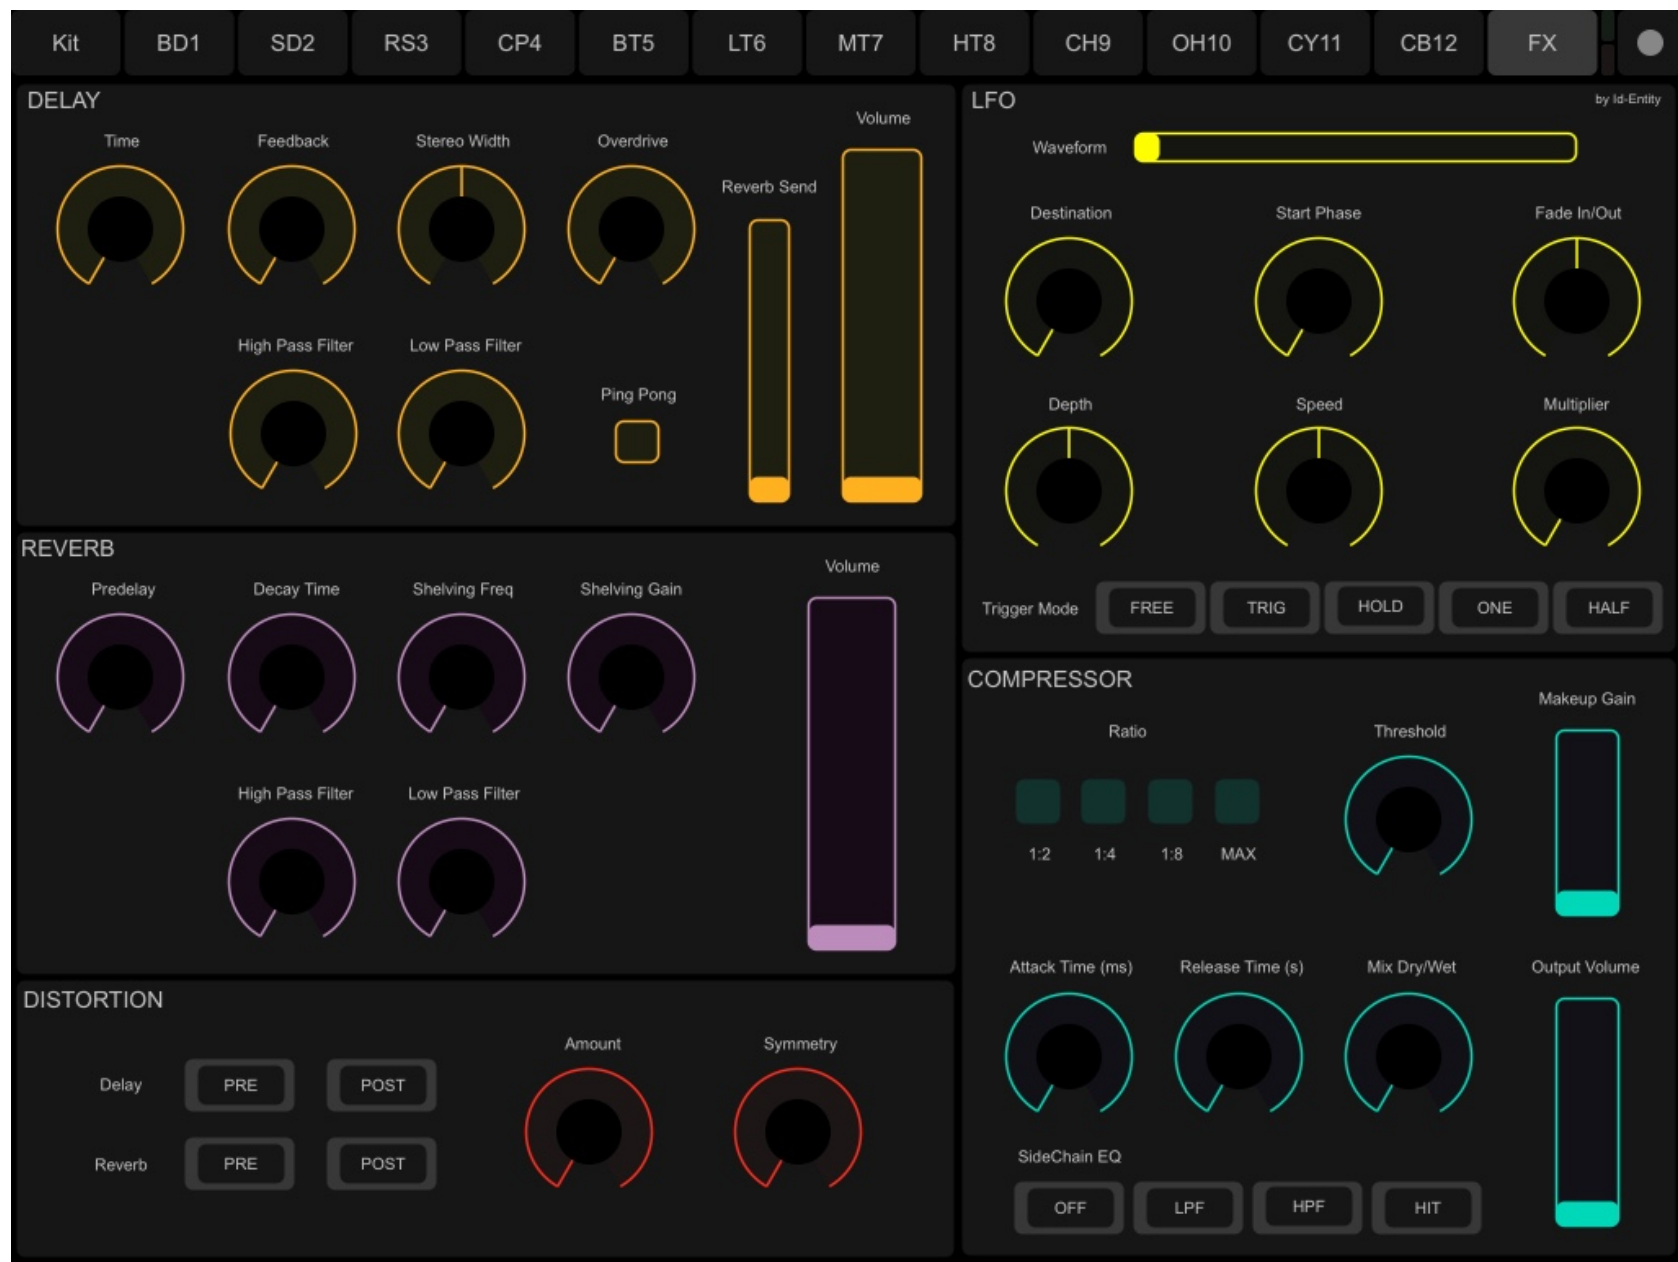 Kit BD1 SD2 RS3 CP4 BT5 LT6 MT7 HT8 CH9 OH10 CY11 CB12 FX
DELAY
Time Feedback Stereo Width Overdrive
Volume
Reverb Send
High Pass Filter Low Pass Filter
Ping Pong
REVERB
Predelay Decay Time Shelving Freq Shelving Gain
Volume
High Pass Filter Low Pass Filter
DISTORTION
Amount Symmetry
Delay PRE POST
Reverb PRE POST
LFO
by Id-Entity
Waveform
Destination Start Phase Fade In/Out
Depth Speed Multiplier
Trigger Mode FREE TRIG HOLD ONE HALF
COMPRESSOR
Makeup Gain
Ratio Threshold
1:2 1:4 1:8 MAX
Attack Time (ms) Release Time (s) Mix Dry/Wet Output Volume
SideChain EQ
OFF LPF HPF HIT